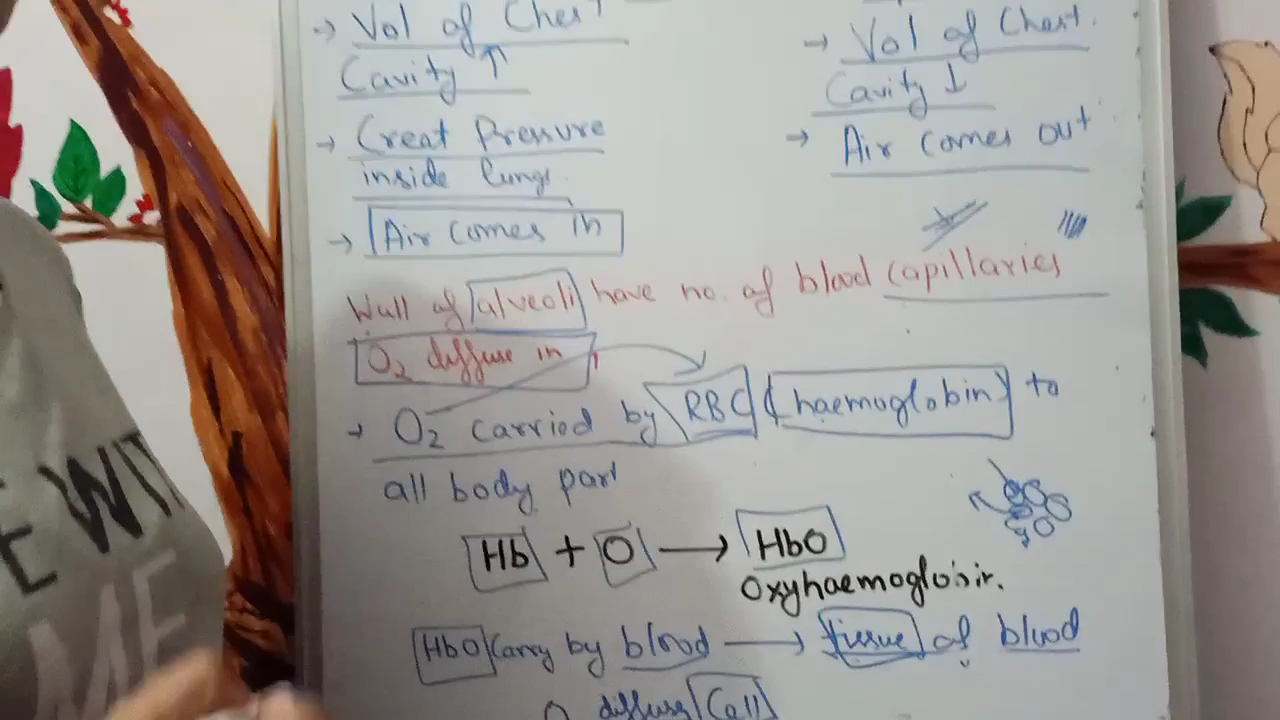 → Vol of Chest
Cavity ↑
→ Creat Pressure
inside lungs.
→ Air comes in
→ Vol of Chest.
Cavity ↓
→ Air comes out
Wall of alveoli have no. of blood capillaries
O2 diffuse in
→ O2 carried by RBC (haemoglobin) to
all body part
Hb + O → HbO
Oxyhaemoglobin.
HbO Carry by blood → tissue of blood
diffuse Cell
E WIT
ME